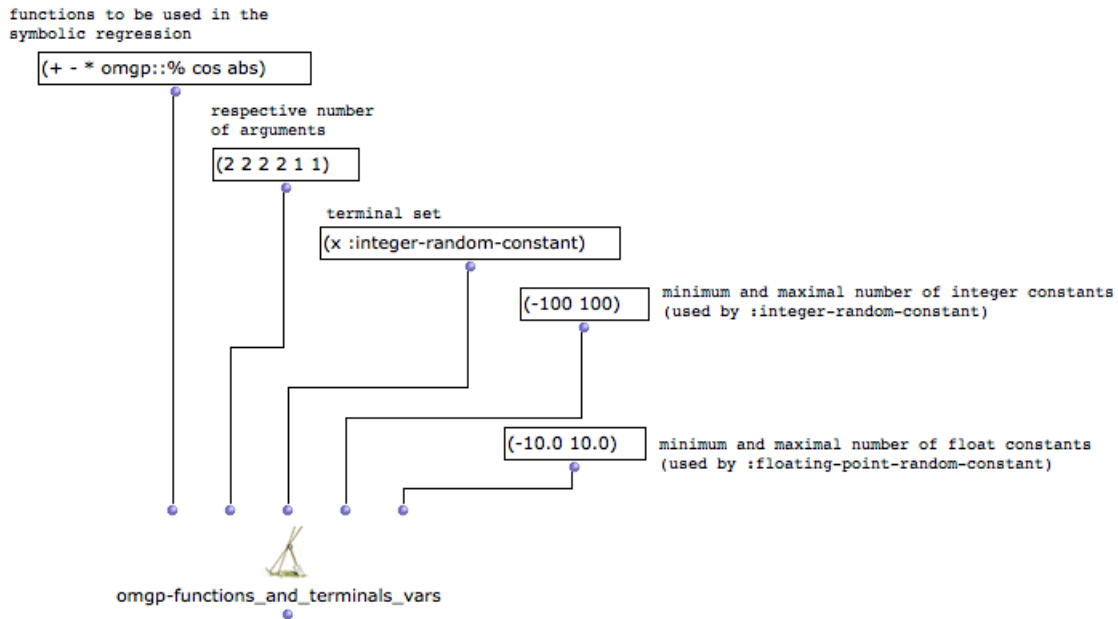 functions to be used in the
symbolic regression
(+ - * omgp::% cos abs)
respective number
of arguments
(2 2 2 2 1 1)
terminal set
(x :integer-random-constant)
(-100 100)
minimum and maximal number of integer constants
(used by :integer-random-constant)
(-10.0 10.0)
minimum and maximal number of float constants
(used by :floating-point-random-constant)
omgp-functions_and_terminals_vars